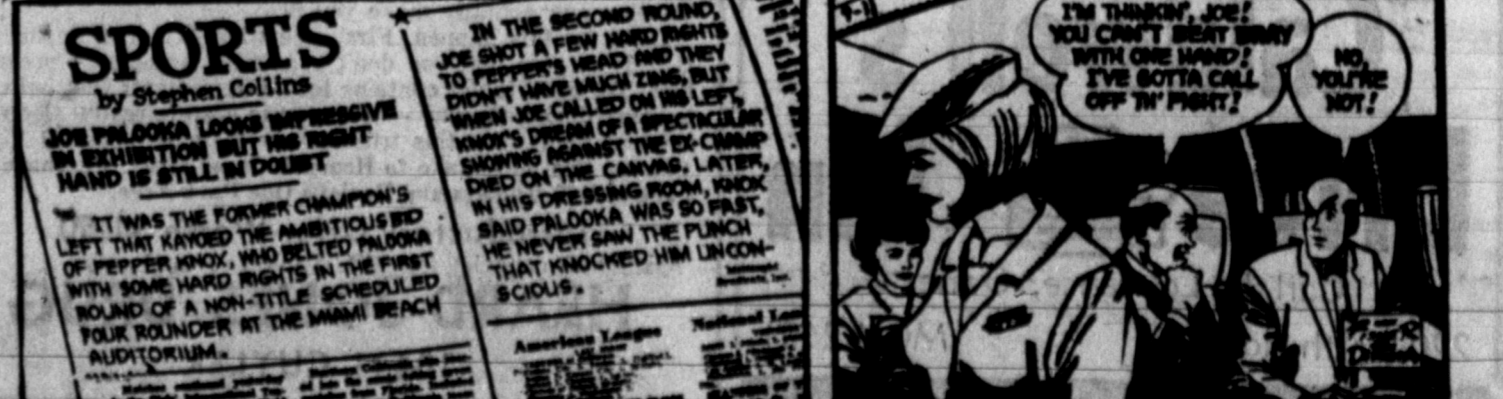 SPORTS
by Stephen Collins
JOE PALOOKA LOOKS IMPRESSIVE
IN EXHIBITION BUT HIS RIGHT
HAND IS STILL IN DOUBT
IT WAS THE FORMER CHAMPION'S
LEFT THAT KAYOED THE AMBITIOUS BID
OF PEPPER KNOX, WHO BELTED PALOOKA
WITH SOME HARD RIGHTS IN THE FIRST
ROUND OF A NON-TITLE SCHEDULED
FOUR ROUNDER AT THE MIAMI BEACH
AUDITORIUM.
IN THE SECOND ROUND,
JOE SHOT A FEW HARD RIGHTS
TO PEPPER'S HEAD AND THEY
DIDN'T HAVE MUCH ZING, BUT
WHEN JOE CALLED ON HIS LEFT,
KNOX'S DREAM OF A SPECTACULAR
SHOWING AGAINST THE EX-CHAMP
DIED ON THE CANVAS. LATER,
IN HIS DRESSING ROOM, KNOX
SAID PALOOKA WAS SO FAST,
HE NEVER SAW THE PUNCH
THAT KNOCKED HIM UNCON-
SCIOUS.
American League
National
9-11
I'M THINKIN', JOE!
YOU CAN'T BEAT BRAY
WITH ONE HAND!
I'VE GOTTA CALL
OFF TH' FIGHT!
NO,
YOU'RE
NOT!